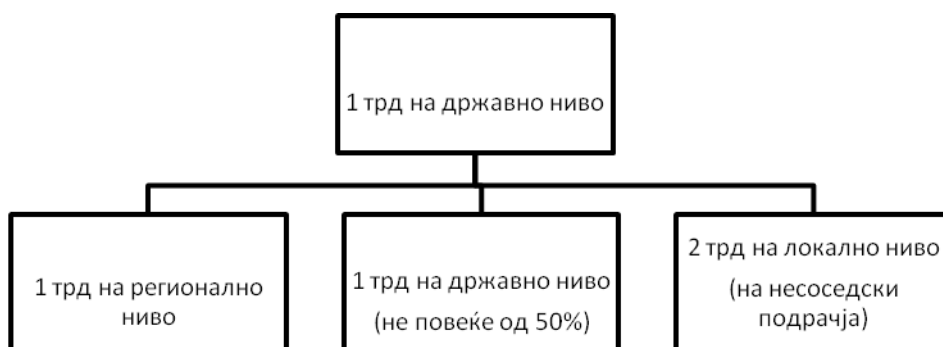 1 трд на државно ниво
1 трд на регионално
ниво
1 трд на државно ниво
(не повеќе од 50%)
2 трд на локално ниво
(на несоседски
подрачја)